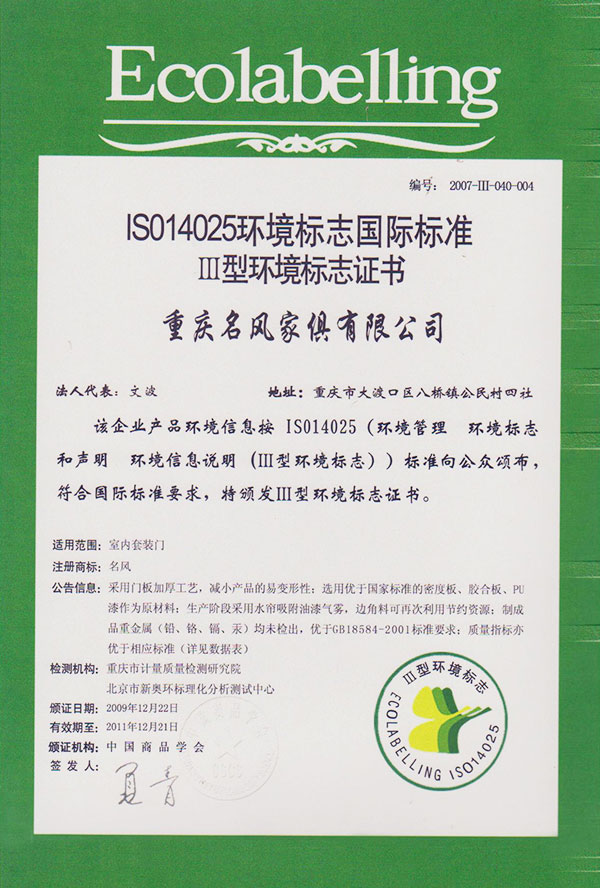 Ecolabelling
编号: 2007-III-040-004
ISO14025环境标志国际标准
III型环境标志证书
重庆名风家俱有限公司
法人代表: 文波 地址: 重庆市大渡口区八桥镇公民村四社
该企业产品环境信息按 ISO14025 (环境管理 环境标志
和声明 环境信息说明 (III型环境标志)) 标准向公众颁布,
符合国际标准要求, 特颁发III型环境标志证书。
适用范围: 室内套装门
注册商标: 名风
公告信息: 采用门板加厚工艺, 减小产品的易变形性; 选用优于国家标准的密度板、胶合板、PU
漆作为原材料; 生产阶段采用水帘吸附油漆气雾, 边角料可再次利用节约资源; 制成
品重金属 (铅、铬、镉、汞) 均未检出, 优于GB18584-2001标准要求; 质量指标亦
优于相应标准 (详见数据表)
检测机构: 重庆市计量质量检测研究院
北京市新奥环标理化分析测试中心
颁证日期: 2009年12月22日
有效期至: 2011年12月21日
颁证机构: 中国商品学会
签发人: 夏青
III型环境标志
ECOLABELLING ISO14025